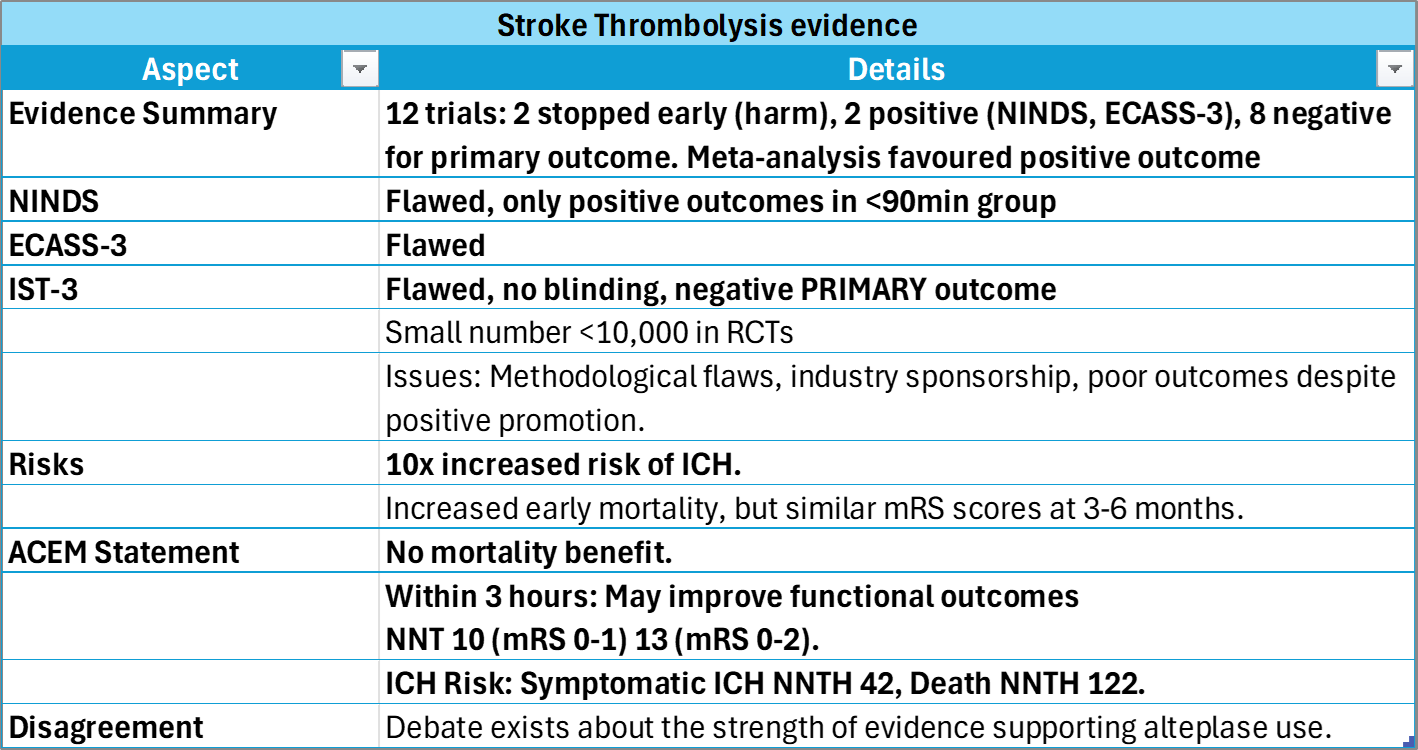 Stroke Thrombolysis evidence
Aspect Details
Evidence Summary 12 trials: 2 stopped early (harm), 2 positive (NINDS, ECASS-3), 8 negative
for primary outcome. Meta-analysis favoured positive outcome
NINDS Flawed, only positive outcomes in <90min group
ECASS-3 Flawed
IST-3 Flawed, no blinding, negative PRIMARY outcome
Small number <10,000 in RCTs
Issues: Methodological flaws, industry sponsorship, poor outcomes despite
positive promotion.
Risks 10x increased risk of ICH.
Increased early mortality, but similar mRS scores at 3-6 months.
ACEM Statement No mortality benefit.
Within 3 hours: May improve functional outcomes
NNT 10 (mRS 0-1) 13 (mRS 0-2).
ICH Risk: Symptomatic ICH NNTH 42, Death NNTH 122.
Disagreement Debate exists about the strength of evidence supporting alteplase use.